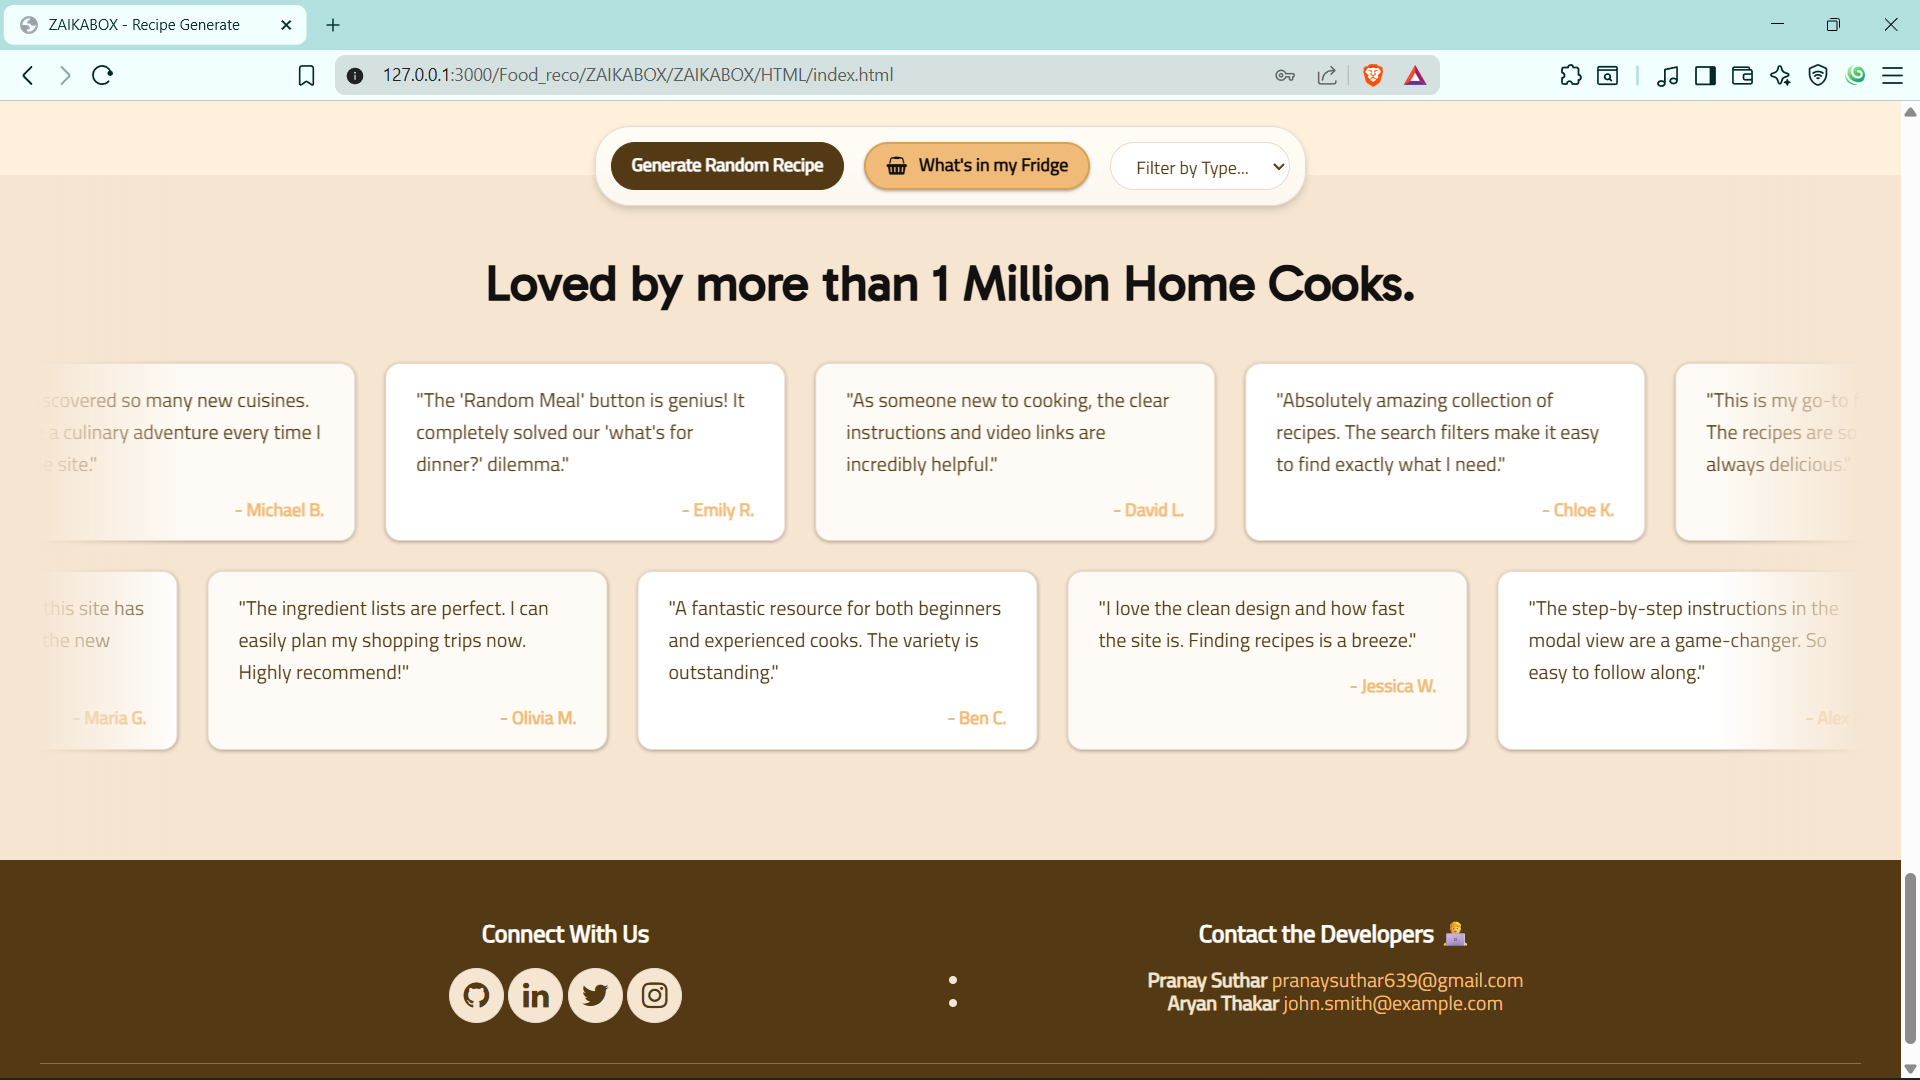 ZAIKABOX - Recipe Generate
127.0.0.1:3000/Food_reco/ZAIKABOX/ZAIKABOX/HTML/index.html
Generate Random Recipe
What's in my Fridge
Filter by Type...
Loved by more than 1 Million Home Cooks.
scovered so many new cuisines.
a culinary adventure every time I
e site."
- Michael B.
"The 'Random Meal' button is genius! It
completely solved our 'what's for
dinner?' dilemma."
- Emily R.
"As someone new to cooking, the clear
instructions and video links are
incredibly helpful."
- David L.
"Absolutely amazing collection of
recipes. The search filters make it easy
to find exactly what I need."
- Chloe K.
"This is my go-to
The recipes are so
always delicious."
this site has
the new
- Maria G.
"The ingredient lists are perfect. I can
easily plan my shopping trips now.
Highly recommend!"
- Olivia M.
"A fantastic resource for both beginners
and experienced cooks. The variety is
outstanding."
- Ben C.
"I love the clean design and how fast
the site is. Finding recipes is a breeze."
- Jessica W.
"The step-by-step instructions in the
modal view are a game-changer. So
easy to follow along."
- Alex
Connect With Us
Contact the Developers
Pranay Suthar pranaysuthar639@gmail.com
Aryan Thakar john.smith@example.com